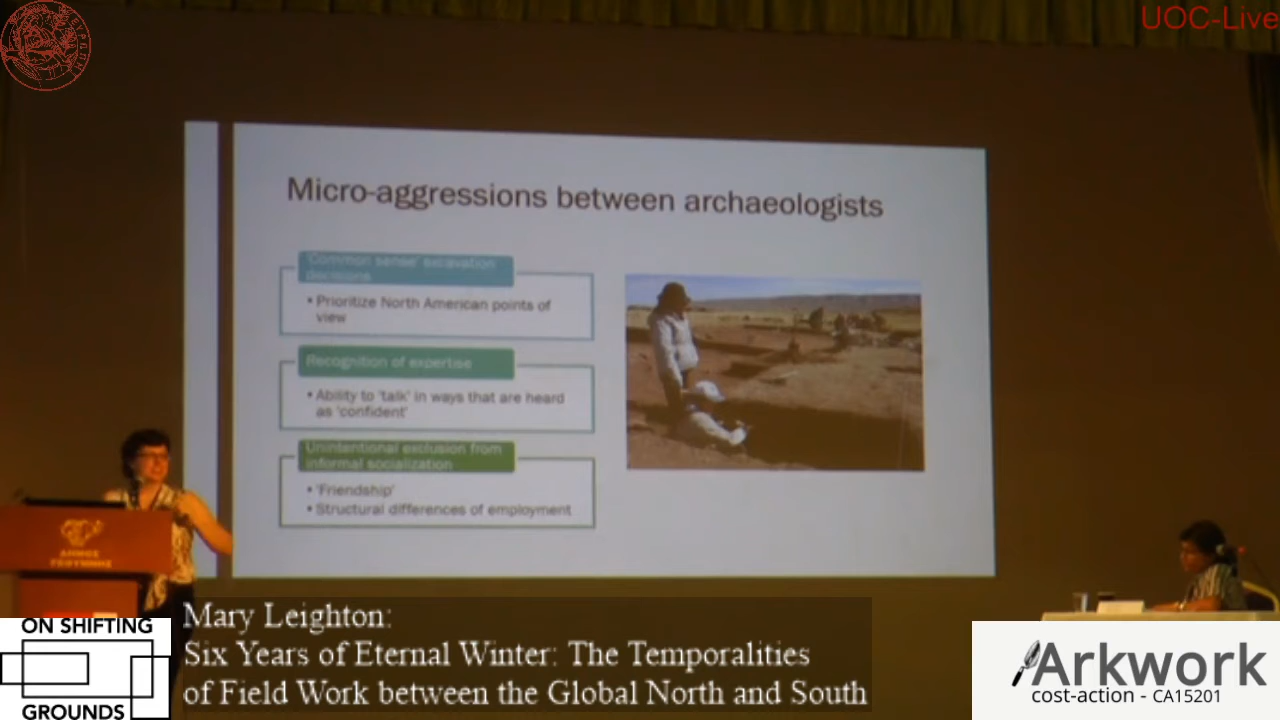 UOC-Live
Micro-aggressions between archaeologists
'Common sense' excavation
decisions
• Prioritize North American points of
view
Recognition of expertise
• Ability to 'talk' in ways that are heard
as 'confident'
Unintentional exclusion from
informal socialization
• 'Friendship'
• Structural differences of employment
ΔΗΜΟΣ
ΡΕΘΥΜΝΗΣ
ON SHIFTING
GROUNDS
Mary Leighton:
Six Years of Eternal Winter: The Temporalities
of Field Work between the Global North and South
Arkwork
cost-action - CA15201